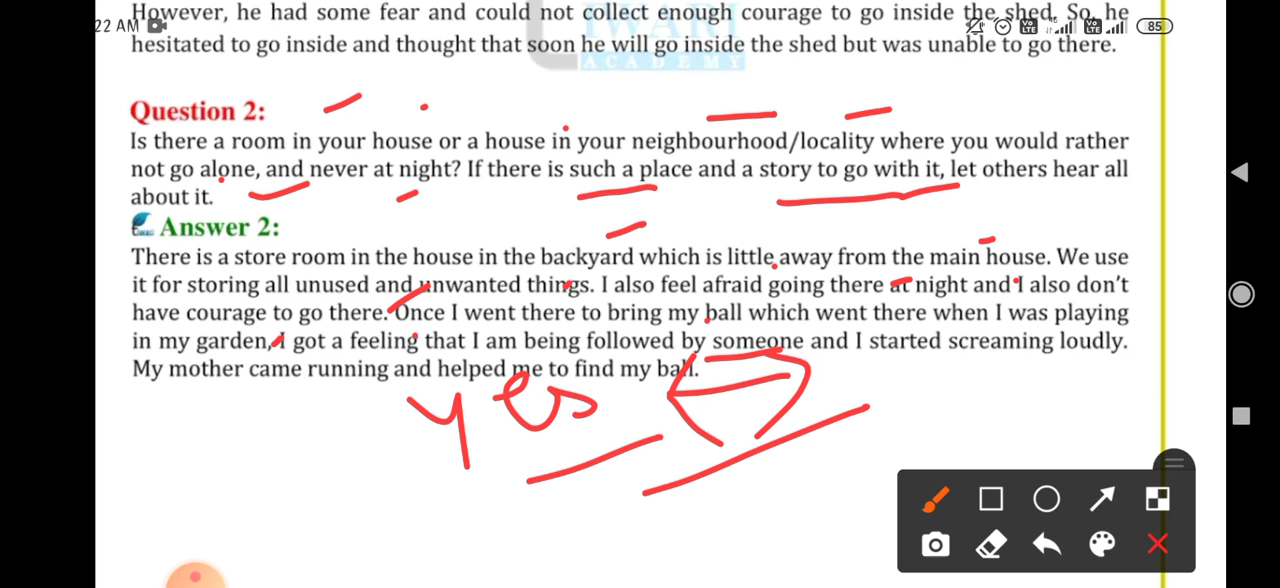 However, he had some fear and could not collect enough courage to go inside the shed. So, he
22 AM
85
hesitated to go inside and thought that soon he will go inside the shed but was unable to go there.
TIWARI
ACADEMY
Question 2:
Is there a room in your house or a house in your neighbourhood/locality where you would rather
not go alone, and never at night? If there is such a place and a story to go with it, let others hear all
about it.
Answer 2:
There is a store room in the house in the backyard which is little away from the main house. We use
it for storing all unused and unwanted things. I also feel afraid going there at night and I also don't
have courage to go there. Once I went there to bring my ball which went there when I was playing
in my garden, I got a feeling that I am being followed by someone and I started screaming loudly.
My mother came running and helped me to find my ball.
yes